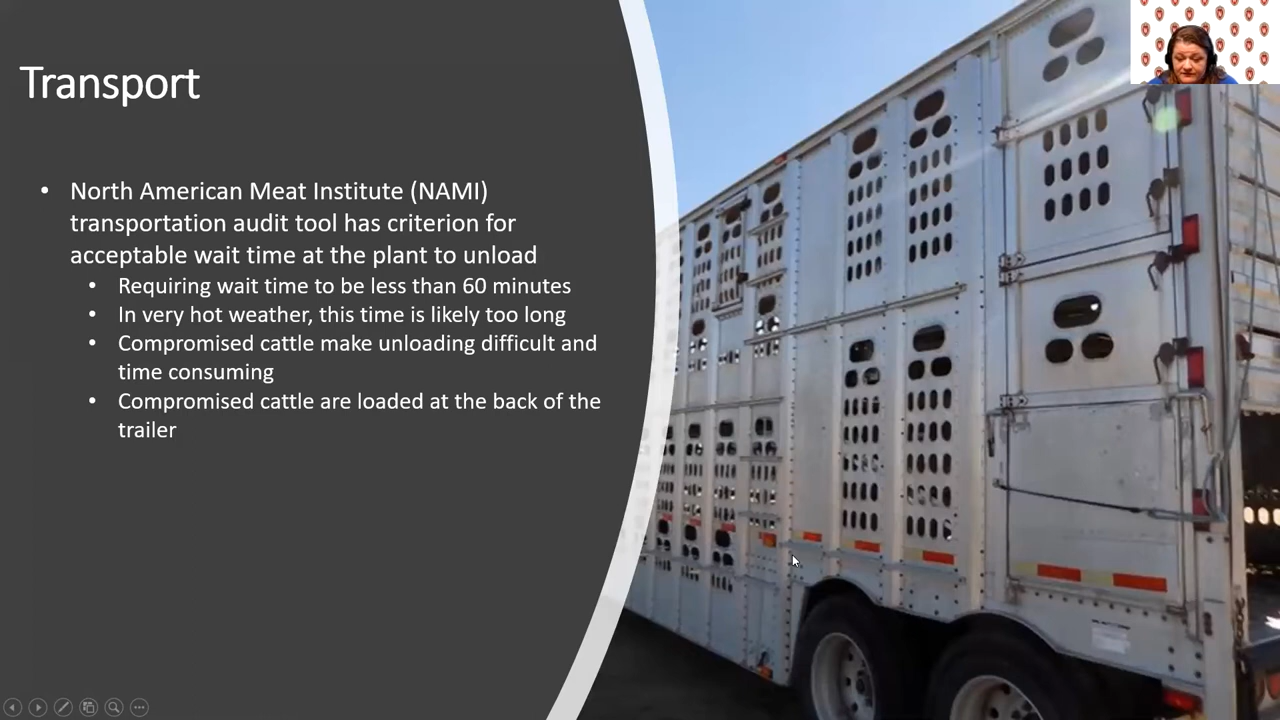 Transport
• North American Meat Institute (NAMI)
transportation audit tool has criterion for
acceptable wait time at the plant to unload
• Requiring wait time to be less than 60 minutes
• In very hot weather, this time is likely too long
• Compromised cattle make unloading difficult and
time consuming
• Compromised cattle are loaded at the back of the
trailer